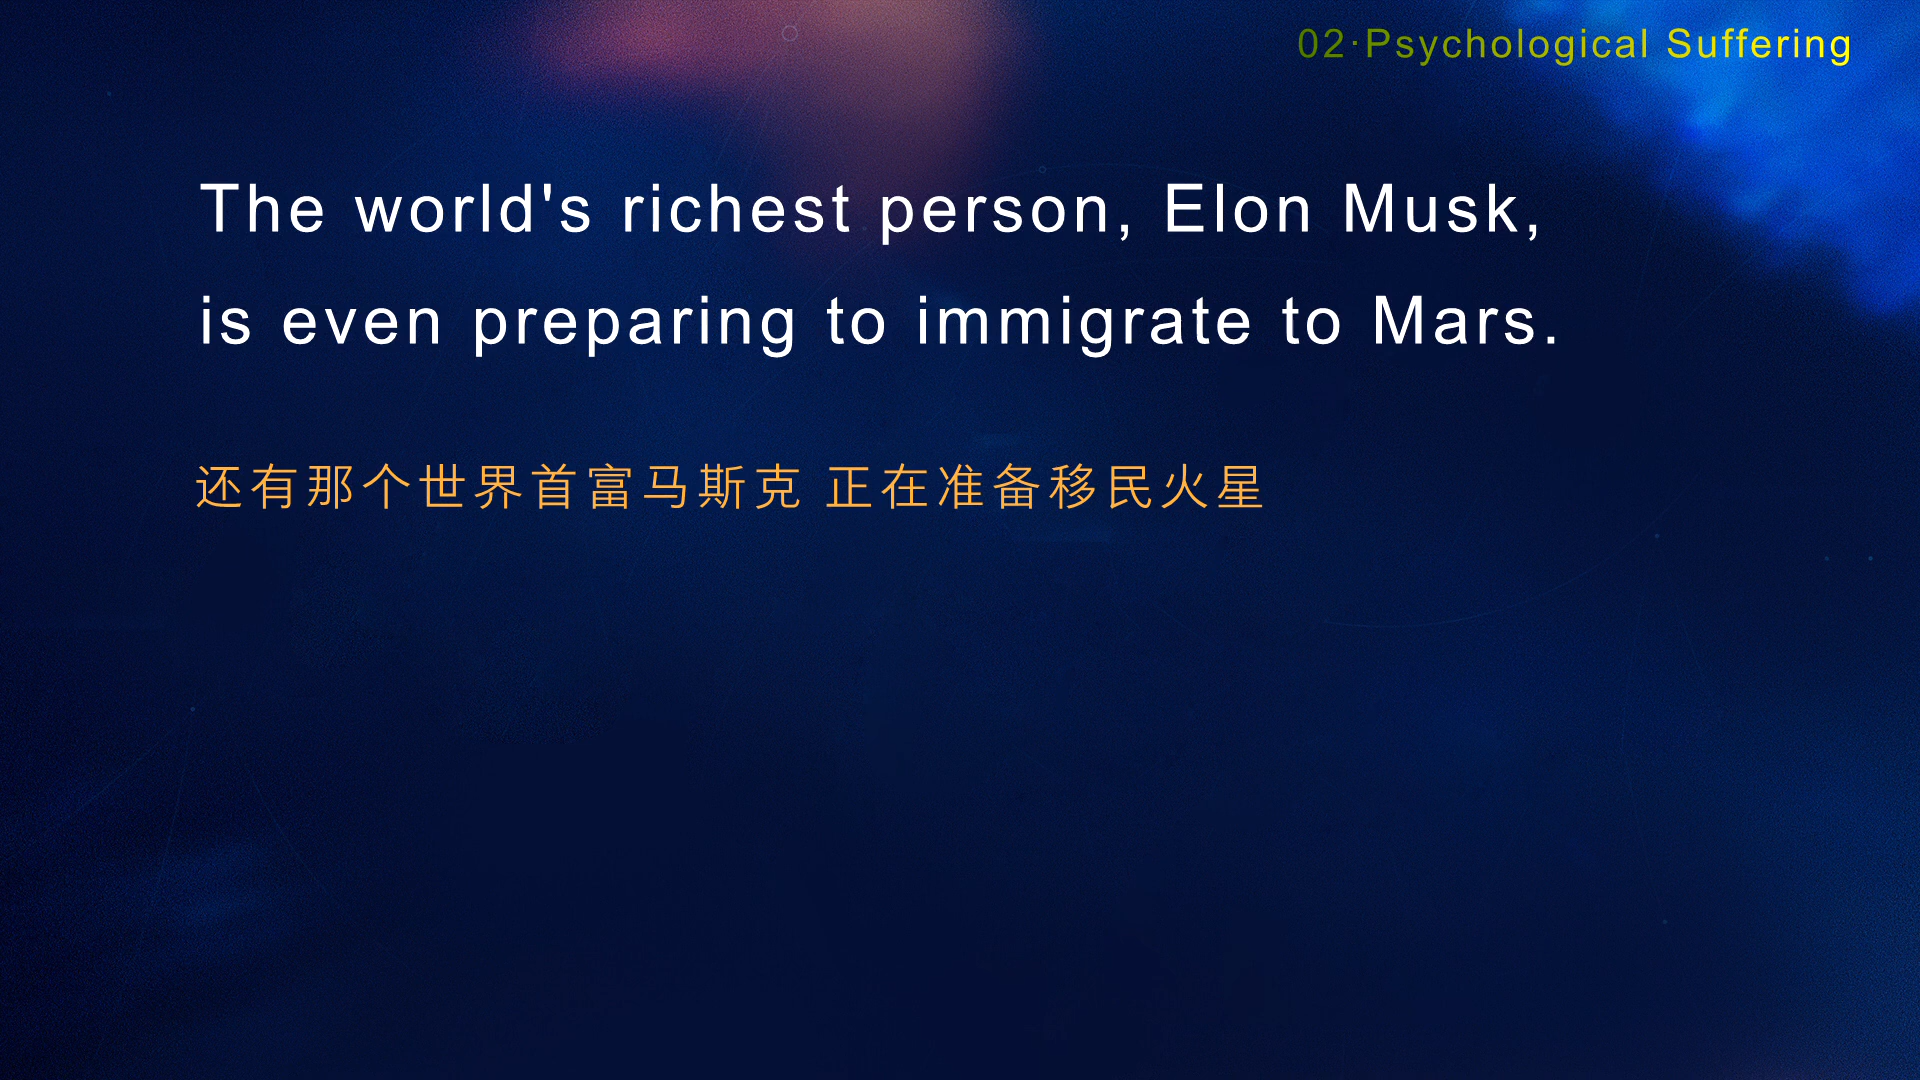 02·Psychological Suffering
The world's richest person, Elon Musk,
is even preparing to immigrate to Mars.
还有那个世界首富马斯克 正在准备移民火星